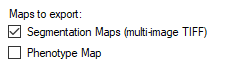 Maps to export:
Segmentation Maps (multi-image TIFF)
Phenotype Map